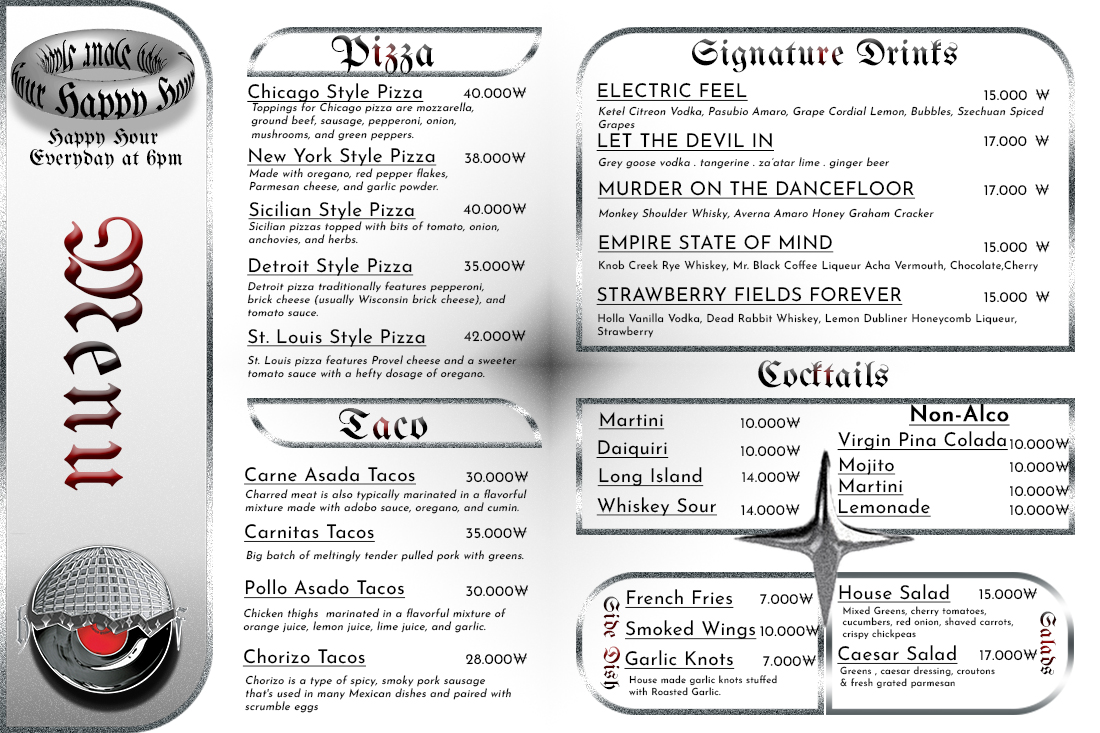 Happy Hour
Happy Hour
Everyday at 6pm
Menu
Pizza
Chicago Style Pizza 40.000₩
Toppings for Chicago pizza are mozzarella,
ground beef, sausage, pepperoni, onion,
mushrooms, and green peppers.
New York Style Pizza 38.000₩
Made with oregano, red pepper flakes,
Parmesan cheese, and garlic powder.
Sicilian Style Pizza 40.000₩
Sicilian pizzas topped with bits of tomato, onion,
anchovies, and herbs.
Detroit Style Pizza 35.000₩
Detroit pizza traditionally features pepperoni,
brick cheese (usually Wisconsin brick cheese), and
tomato sauce.
St. Louis Style Pizza 42.000₩
St. Louis pizza features Provel cheese and a sweeter
tomato sauce with a hefty dosage of oregano.
Taco
Carne Asada Tacos 30.000₩
Charred meat is also typically marinated in a flavorful
mixture made with adobo sauce, oregano, and cumin.
Carnitas Tacos 35.000₩
Big batch of meltingly tender pulled pork with greens.
Pollo Asado Tacos 30.000₩
Chicken thighs marinated in a flavorful mixture of
orange juice, lemon juice, lime juice, and garlic.
Chorizo Tacos 28.000₩
Chorizo is a type of spicy, smoky pork sausage
that's used in many Mexican dishes and paired with
scrumble eggs
Signature Drinks
ELECTRIC FEEL 15.000 ₩
Ketel Citreon Vodka, Pasubio Amaro, Grape Cordial Lemon, Bubbles, Szechuan Spiced
Grapes
LET THE DEVIL IN 17.000 ₩
Grey goose vodka . tangerine . za'atar lime . ginger beer
MURDER ON THE DANCEFLOOR 17.000 ₩
Monkey Shoulder Whisky, Averna Amaro Honey Graham Cracker
EMPIRE STATE OF MIND 15.000 ₩
Knob Creek Rye Whiskey, Mr. Black Coffee Liqueur Acha Vermouth, Chocolate,Cherry
STRAWBERRY FIELDS FOREVER 15.000 ₩
Holla Vanilla Vodka, Dead Rabbit Whiskey, Lemon Dubliner Honeycomb Liqueur,
Strawberry
Cocktails
Martini 10.000₩
Daiquiri 10.000₩
Long Island 14.000₩
Whiskey Sour 14.000₩
Non-Alco
Virgin Pina Colada 10.000₩
Mojito 10.000₩
Martini 10.000₩
Lemonade 10.000₩
Side Dish
French Fries 7.000₩
Smoked Wings 10.000₩
Garlic Knots 7.000₩
House made garlic knots stuffed
with Roasted Garlic.
Salads
House Salad 15.000₩
Mixed Greens, cherry tomatoes,
cucumbers, red onion, shaved carrots,
crispy chickpeas
Caesar Salad 17.000₩
Greens , caesar dressing, croutons
& fresh grated parmesan